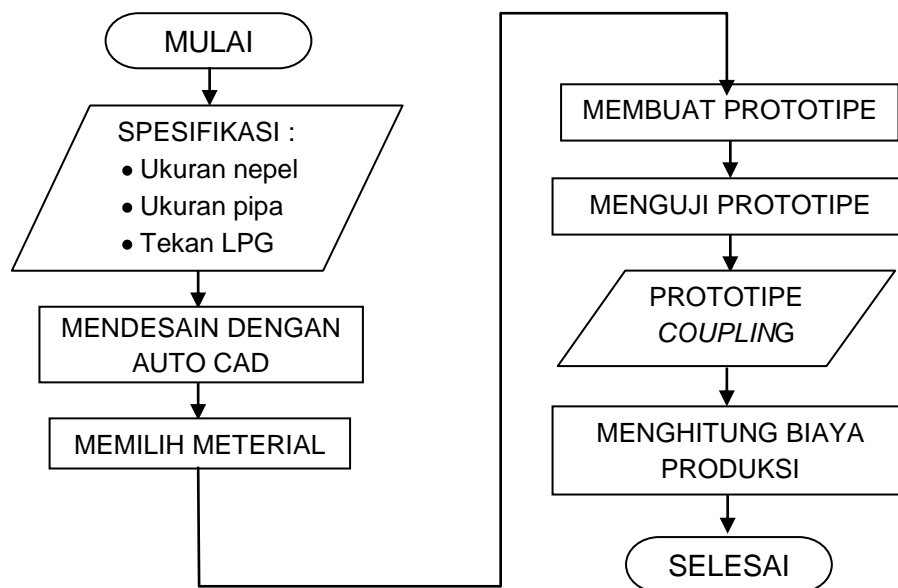 MULAI
SPESIFIKASI :
• Ukuran nepel
• Ukuran pipa
• Tekan LPG
MENDESAIN DENGAN
AUTO CAD
MEMILIH METERIAL
MEMBUAT PROTOTIPE
MENGUJI PROTOTIPE
PROTOTIPE
COUPLING
MENGHITUNG BIAYA
PRODUKSI
SELESAI